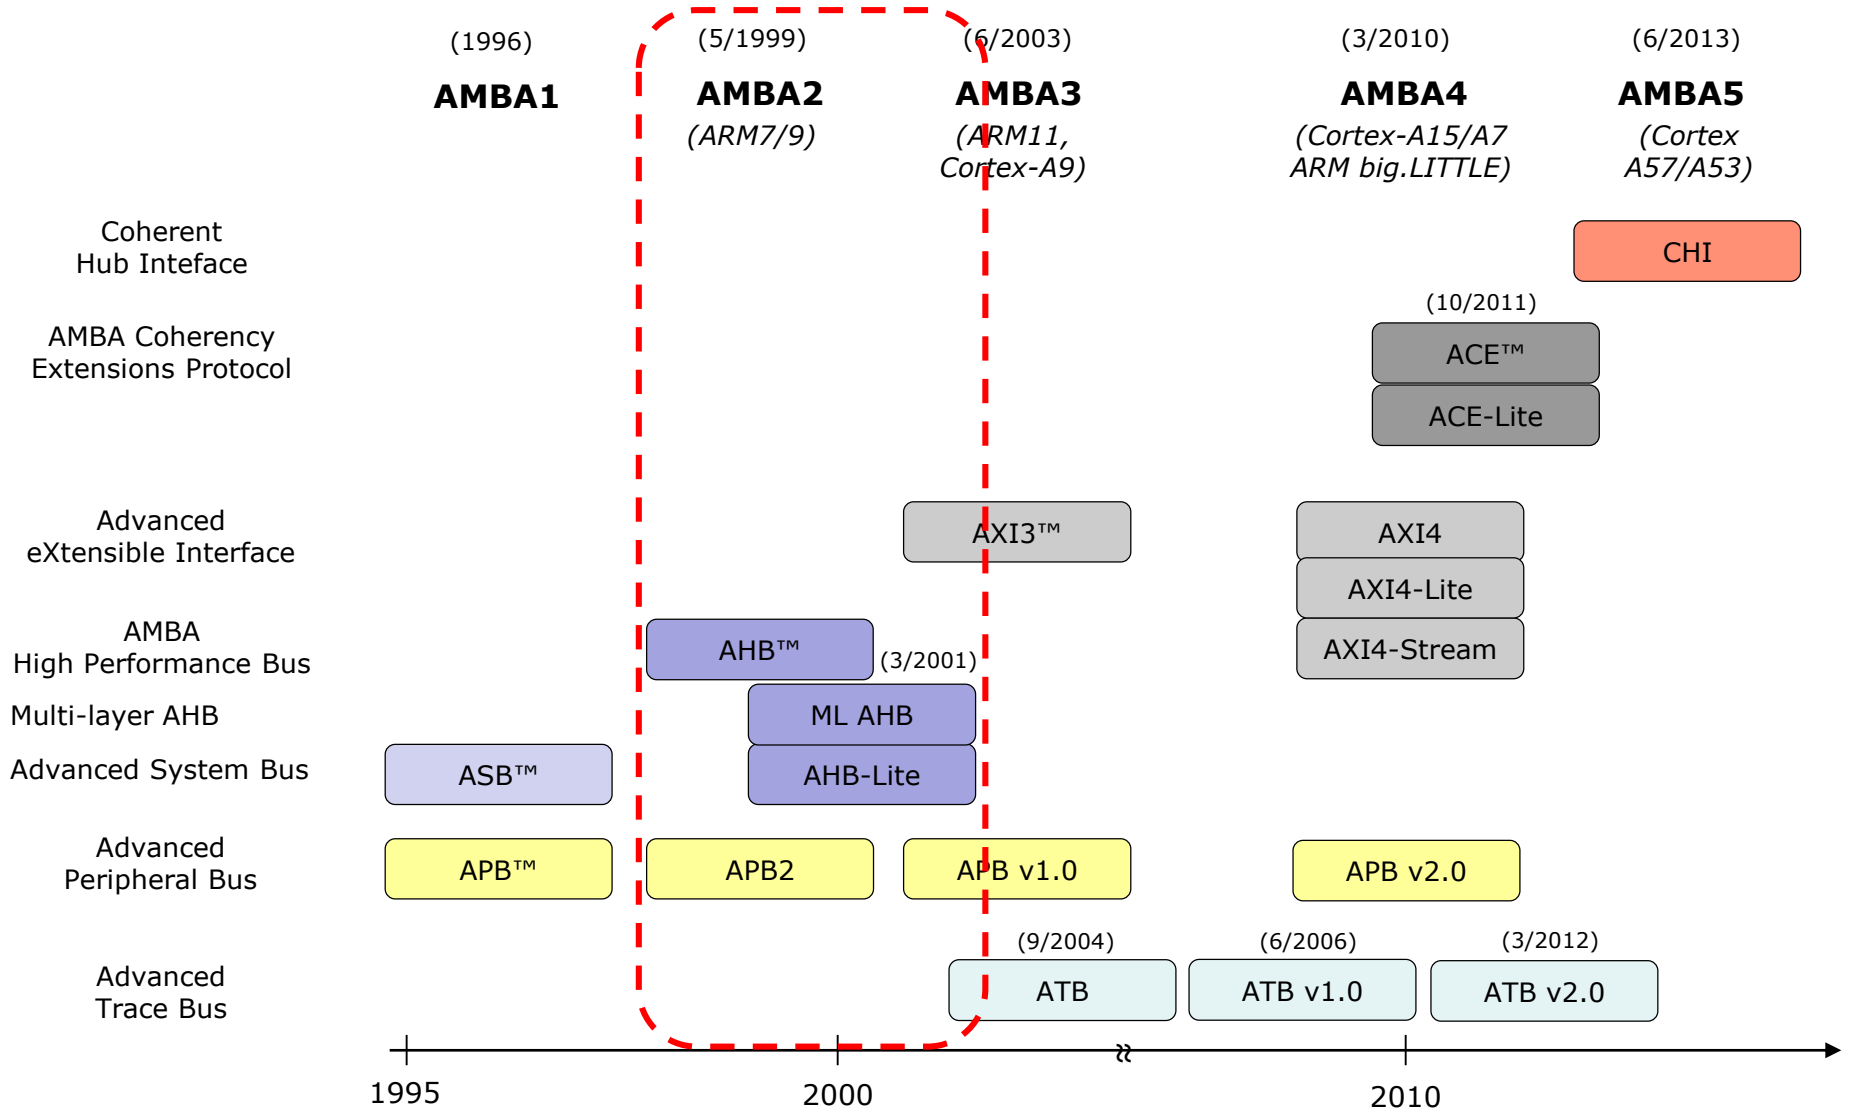 (1996)
(5/1999)
(6/2003)
(3/2010)
(6/2013)
AMBA1
AMBA2
AMBA3
AMBA4
AMBA5
(ARM7/9)
(ARM11,
Cortex-A9)
(Cortex-A15/A7
ARM big.LITTLE)
(Cortex
A57/A53)
Coherent
Hub Inteface
CHI
(10/2011)
AMBA Coherency
Extensions Protocol
ACE™
ACE-Lite
Advanced
eXtensible Interface
AXI3™
AXI4
AXI4-Lite
AXI4-Stream
AMBA
High Performance Bus
AHB™
(3/2001)
Multi-layer AHB
ML AHB
Advanced System Bus
ASB™
AHB-Lite
Advanced
Peripheral Bus
APB™
APB2
APB v1.0
APB v2.0
(9/2004)
(6/2006)
(3/2012)
Advanced
Trace Bus
ATB
ATB v1.0
ATB v2.0
1995
2000
2010